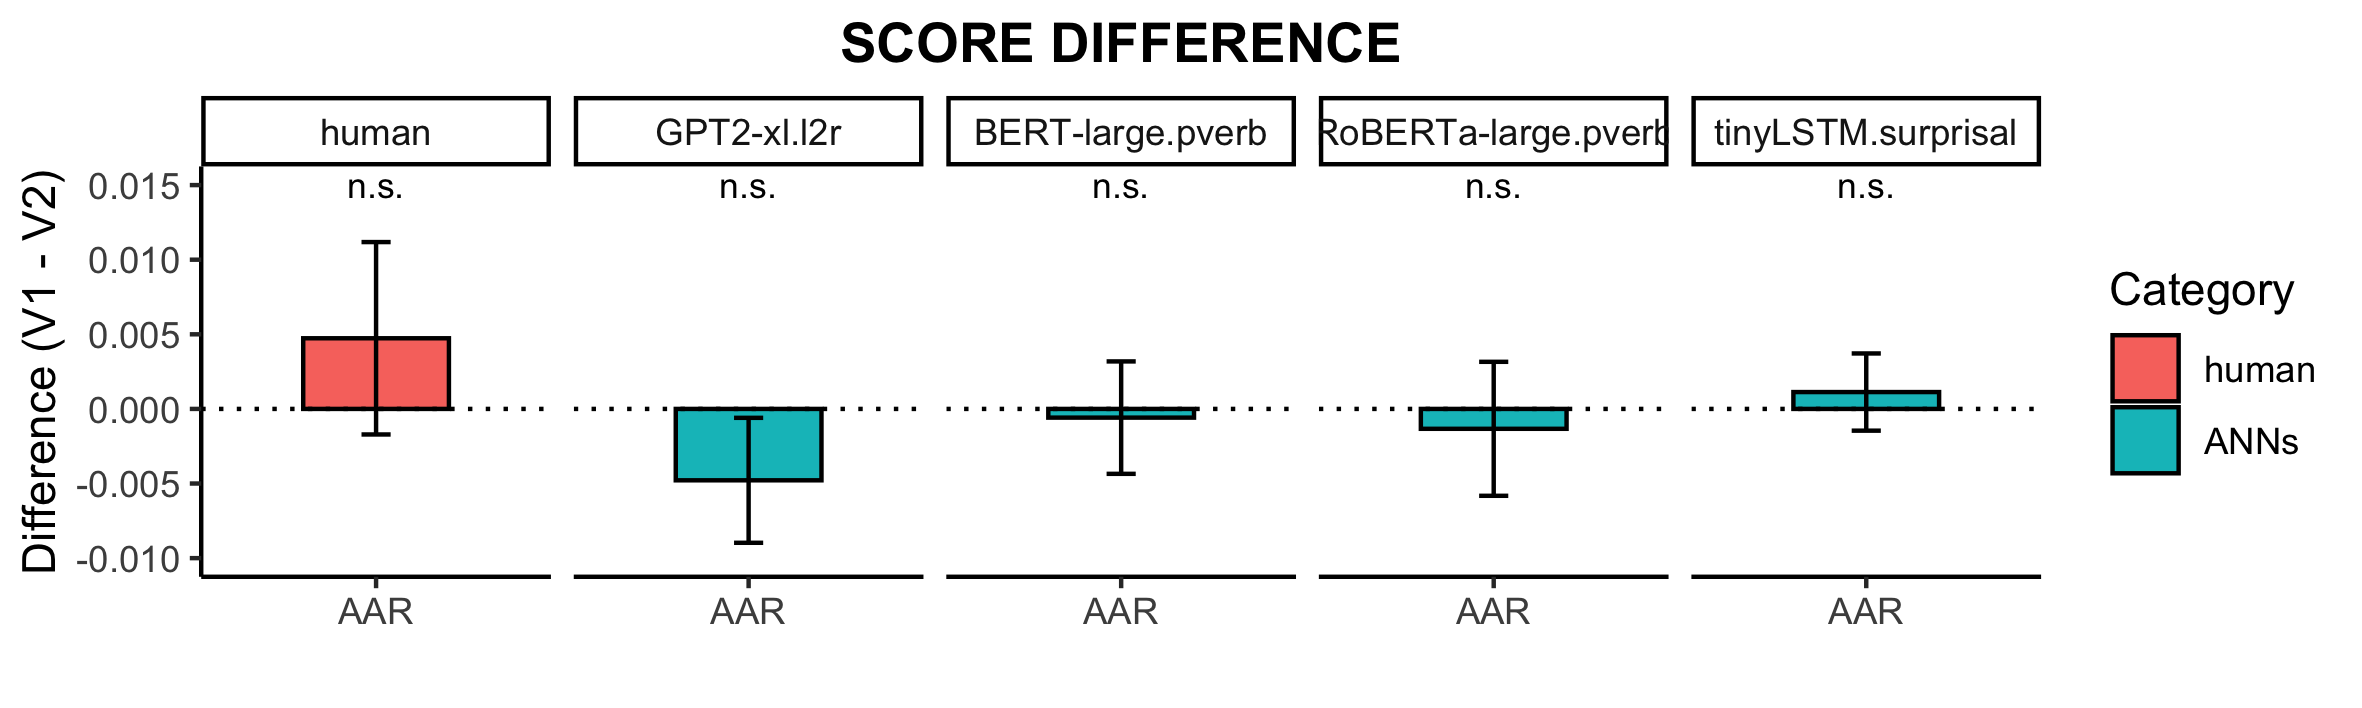 SCORE DIFFERENCE
human
GPT2-xl.l2r
BERT-large.pverb
RoBERTa-large.pverb
tinyLSTM.surprisal
n.s.
n.s.
n.s.
n.s.
n.s.
Difference (V1 - V2)
0.015
0.010
0.005
0.000
-0.005
-0.010
AAR
AAR
AAR
AAR
AAR
Category
human
ANNs